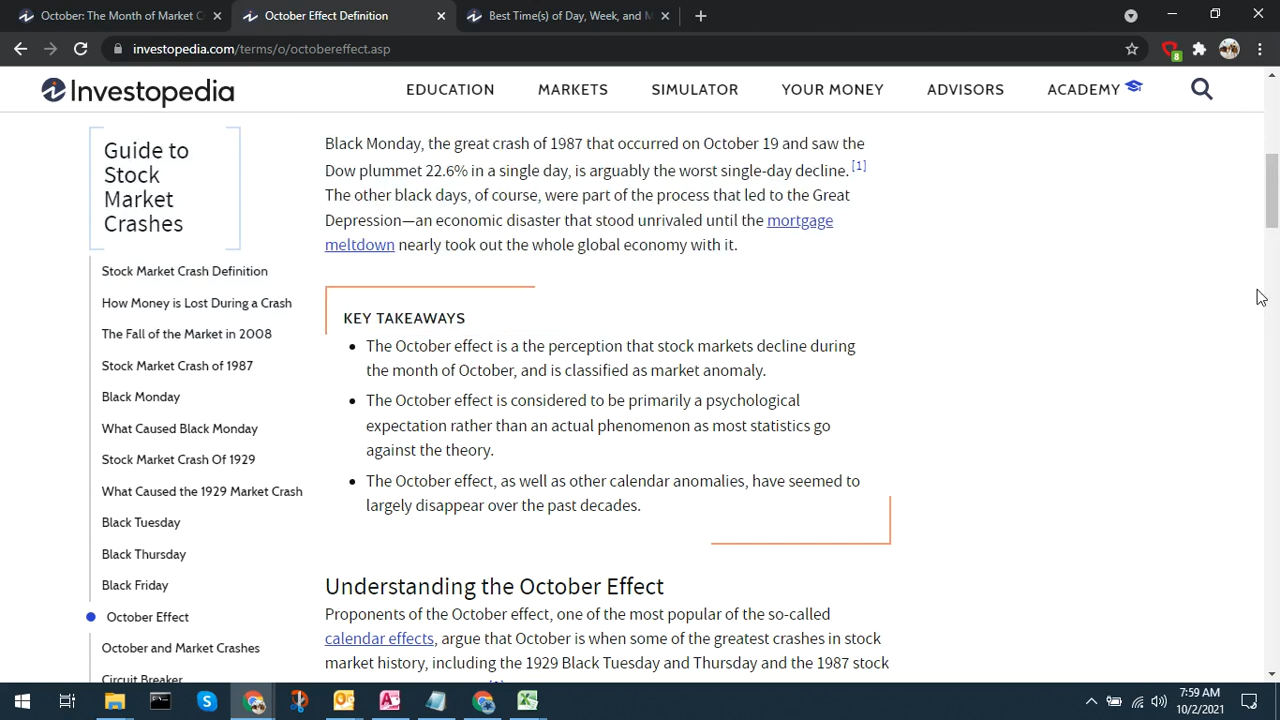 October: The Month of Market C
October Effect Definition
Best Time(s) of Day, Week, and M
investopedia.com/terms/o/octobereffect.asp
8
Investopedia
EDUCATION MARKETS SIMULATOR YOUR MONEY ADVISORS ACADEMY
Guide to
Stock
Market
Crashes
Stock Market Crash Definition
How Money is Lost During a Crash
The Fall of the Market in 2008
Stock Market Crash of 1987
Black Monday
What Caused Black Monday
Stock Market Crash Of 1929
What Caused the 1929 Market Crash
Black Tuesday
Black Thursday
Black Friday
October Effect
October and Market Crashes
Circuit Breaker
Black Monday, the great crash of 1987 that occurred on October 19 and saw the
Dow plummet 22.6% in a single day, is arguably the worst single-day decline. [1]
The other black days, of course, were part of the process that led to the Great
Depression—an economic disaster that stood unrivaled until the mortgage
meltdown nearly took out the whole global economy with it.
KEY TAKEAWAYS
• The October effect is a the perception that stock markets decline during
the month of October, and is classified as market anomaly.
• The October effect is considered to be primarily a psychological
expectation rather than an actual phenomenon as most statistics go
against the theory.
• The October effect, as well as other calendar anomalies, have seemed to
largely disappear over the past decades.
Understanding the October Effect
Proponents of the October effect, one of the most popular of the so-called
calendar effects, argue that October is when some of the greatest crashes in stock
market history, including the 1929 Black Tuesday and Thursday and the 1987 stock
7:59 AM
10/2/2021